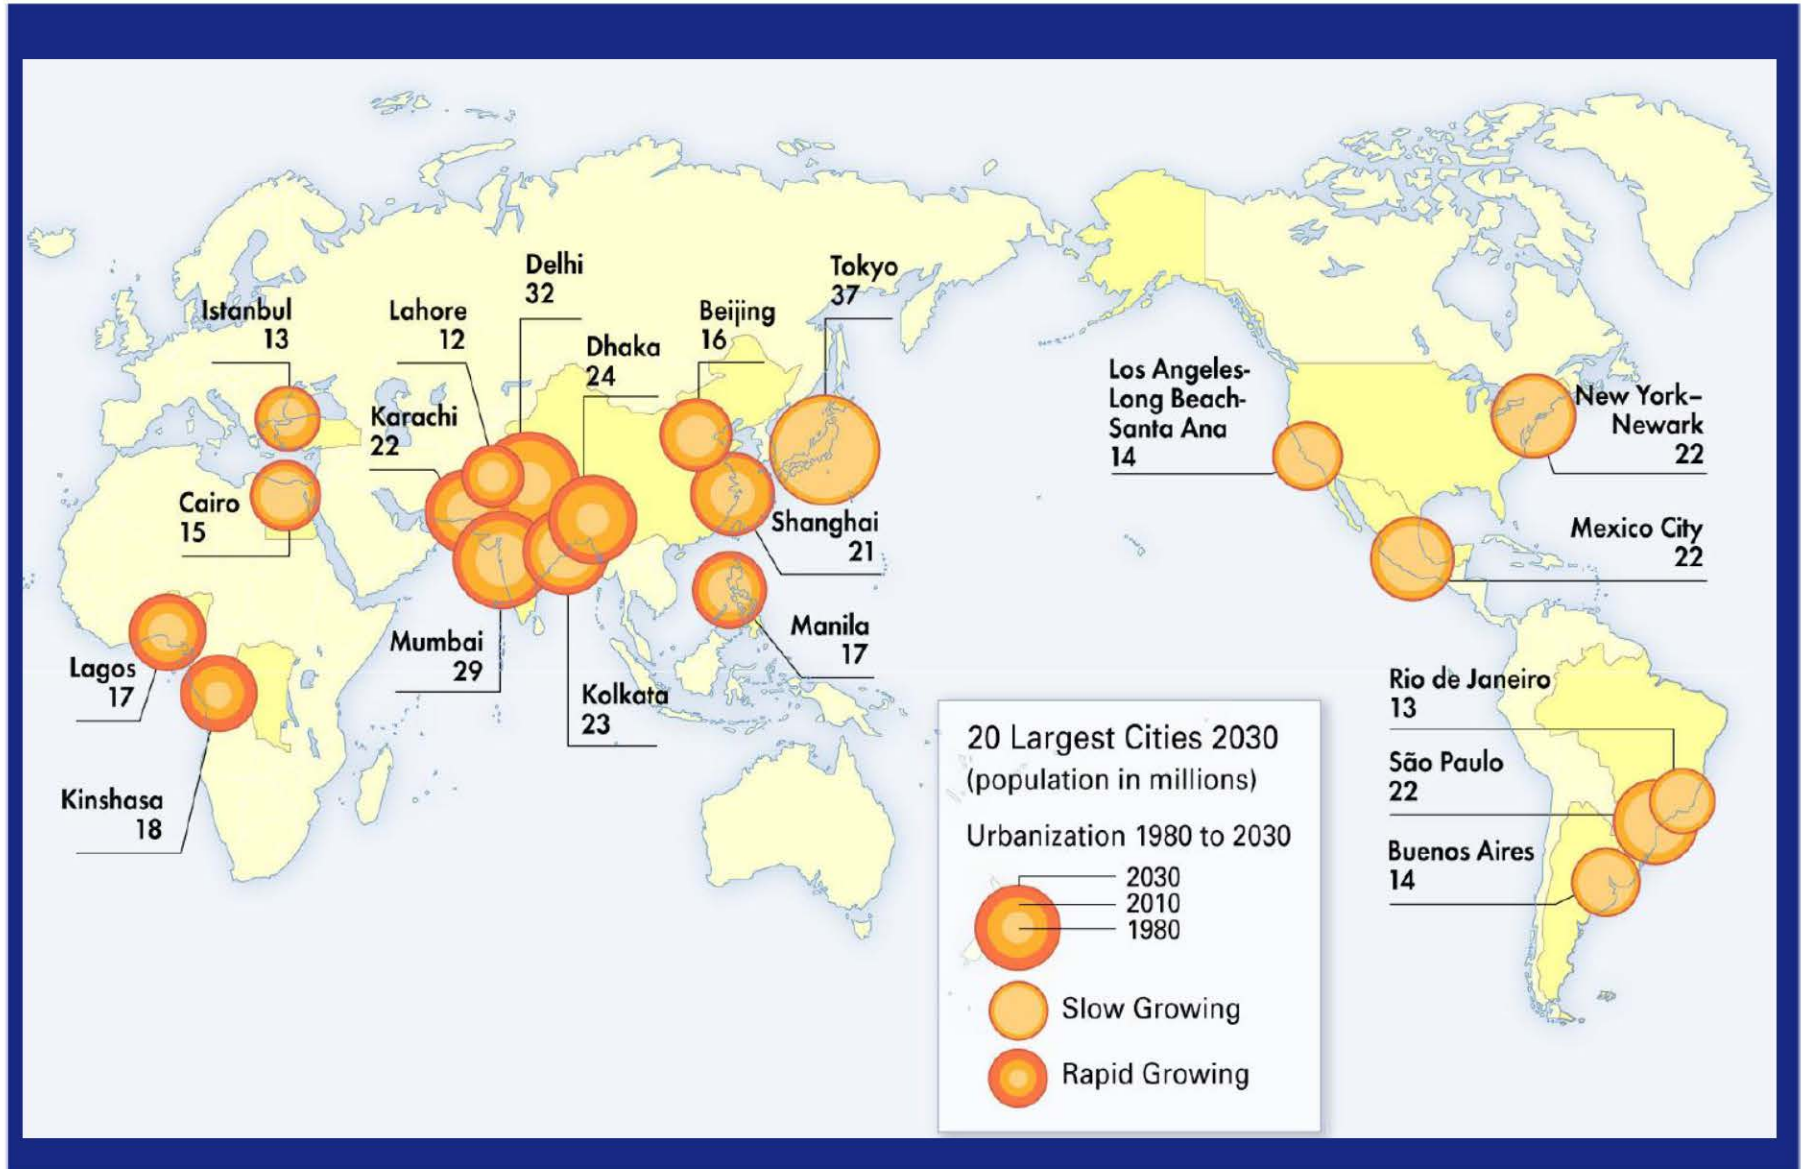 Delhi
32
Tokyo
37
Istanbul
13
Lahore
12
Beijing
16
Dhaka
24
Karachi
22
Los Angeles-
Long Beach-
Santa Ana
14
New York–
Newark
22
Cairo
15
Shanghai
21
Mexico City
22
Mumbai
29
Manila
17
Lagos
17
Kolkata
23
Rio de Janeiro
13
São Paulo
22
Kinshasa
18
Buenos Aires
14
20 Largest Cities 2030
(population in millions)
Urbanization 1980 to 2030
2030
2010
1980
Slow Growing
Rapid Growing